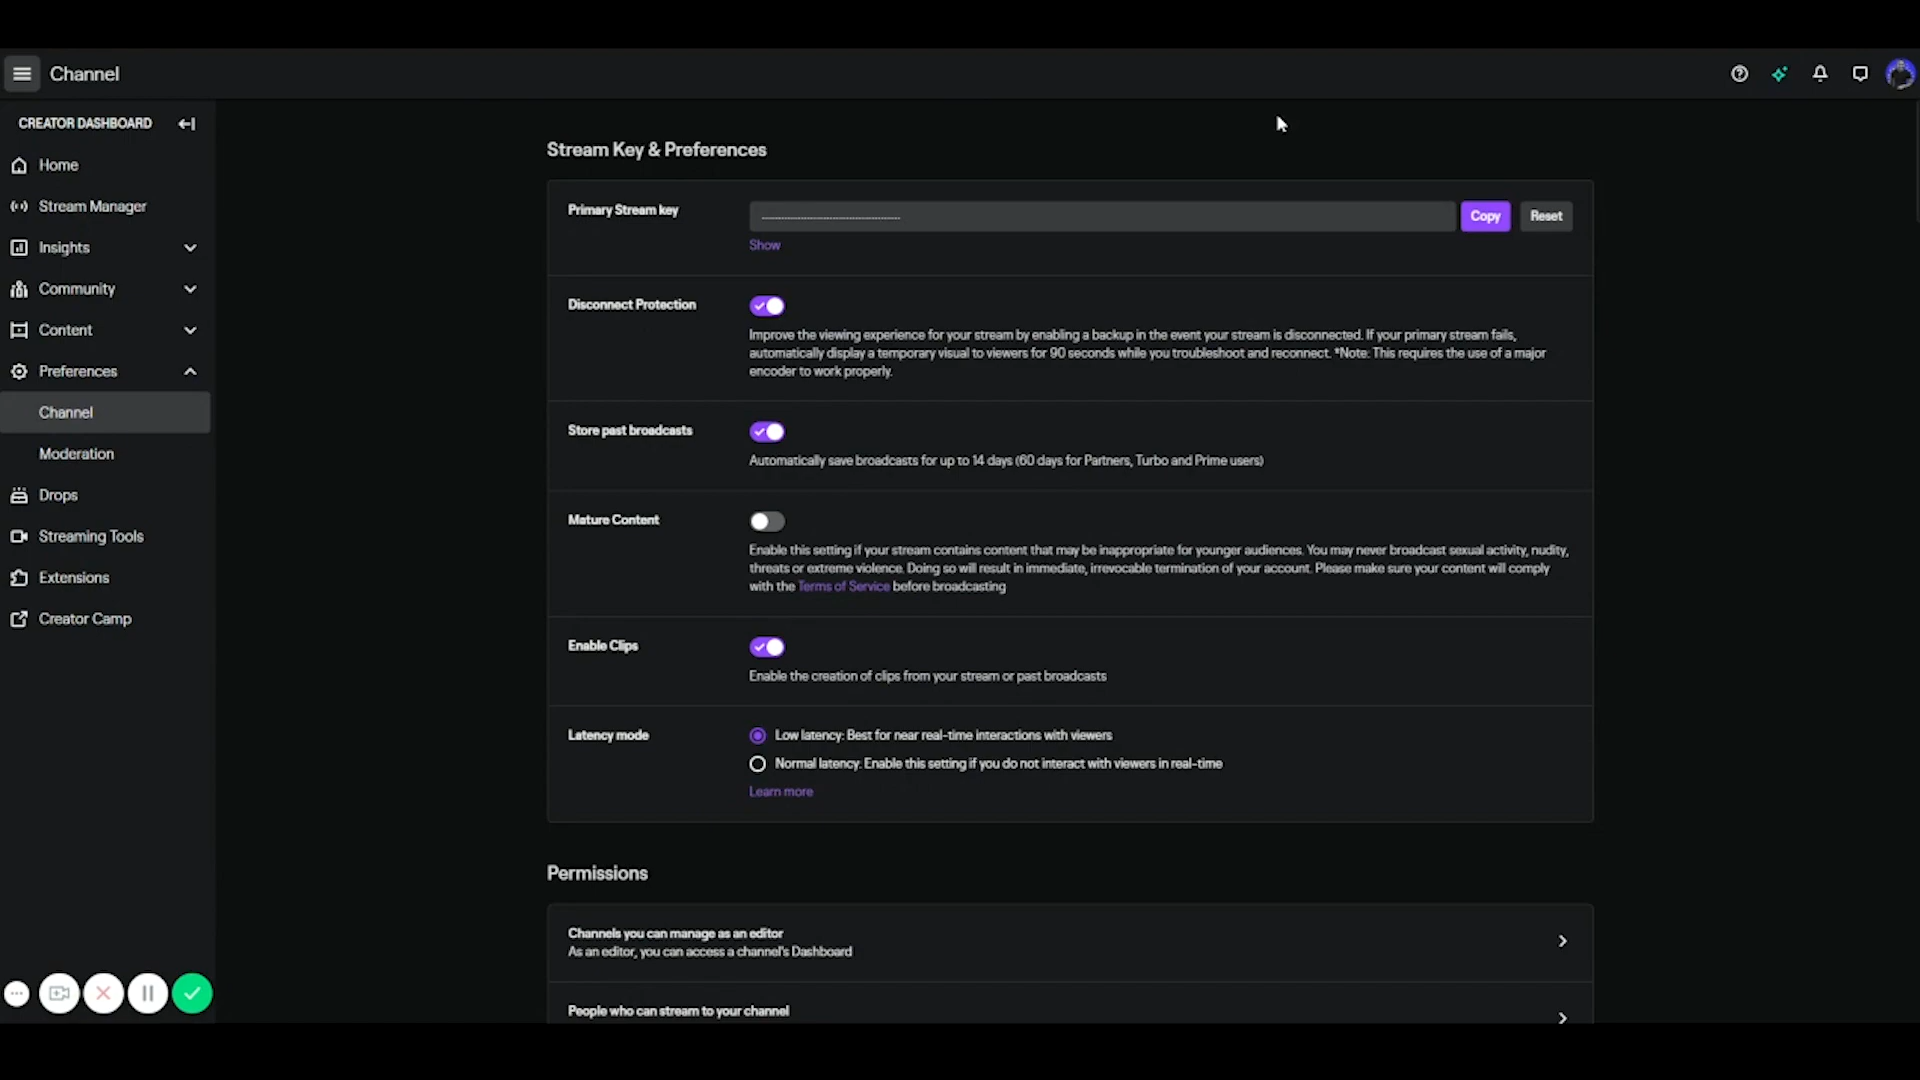 Channel
CREATOR DASHBOARD
Home
Stream Manager
Insights
Community
Content
Preferences
Channel
Moderation
Drops
Streaming Tools
Extensions
Creator Camp
Stream Key & Preferences
Primary Stream key
Copy
Reset
Show
Disconnect Protection
Improve the viewing experience for your stream by enabling a backup in the event your stream is disconnected. If your primary stream fails,
automatically display a temporary visual to viewers for 90 seconds while you troubleshoot and reconnect. *Note: This requires the use of a major
encoder to work properly.
Store past broadcasts
Automatically save broadcasts for up to 14 days (60 days for Partners, Turbo and Prime users)
Mature Content
Enable this setting if your stream contains content that may be inappropriate for younger audiences. You may never broadcast sexual activity, nudity,
threats or extreme violence. Doing so will result in immediate, irrevocable termination of your account. Please make sure your content will comply
with the Terms of Service before broadcasting
Enable Clips
Enable the creation of clips from your stream or past broadcasts
Latency mode
Low latency: Best for near real-time interactions with viewers
Normal latency: Enable this setting if you do not interact with viewers in real-time
Learn more
Permissions
Channels you can manage as an editor
As an editor, you can access a channel's Dashboard
People who can stream to your channel